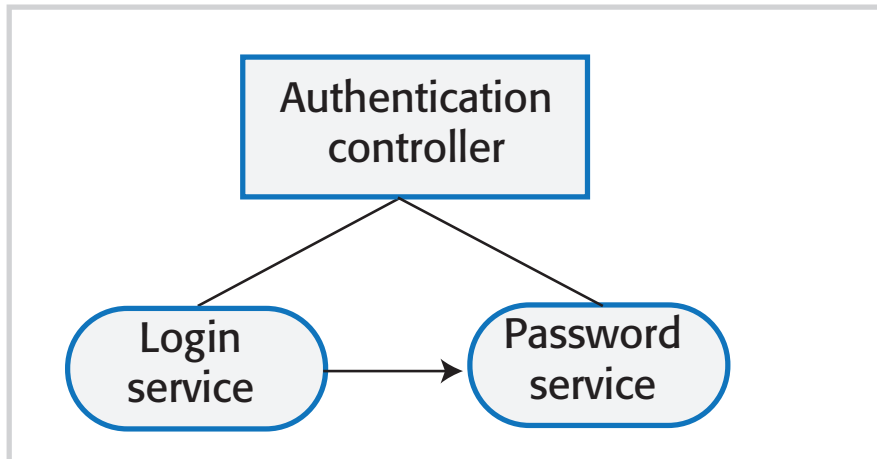 Authentication
controller
Login
service
Password
service